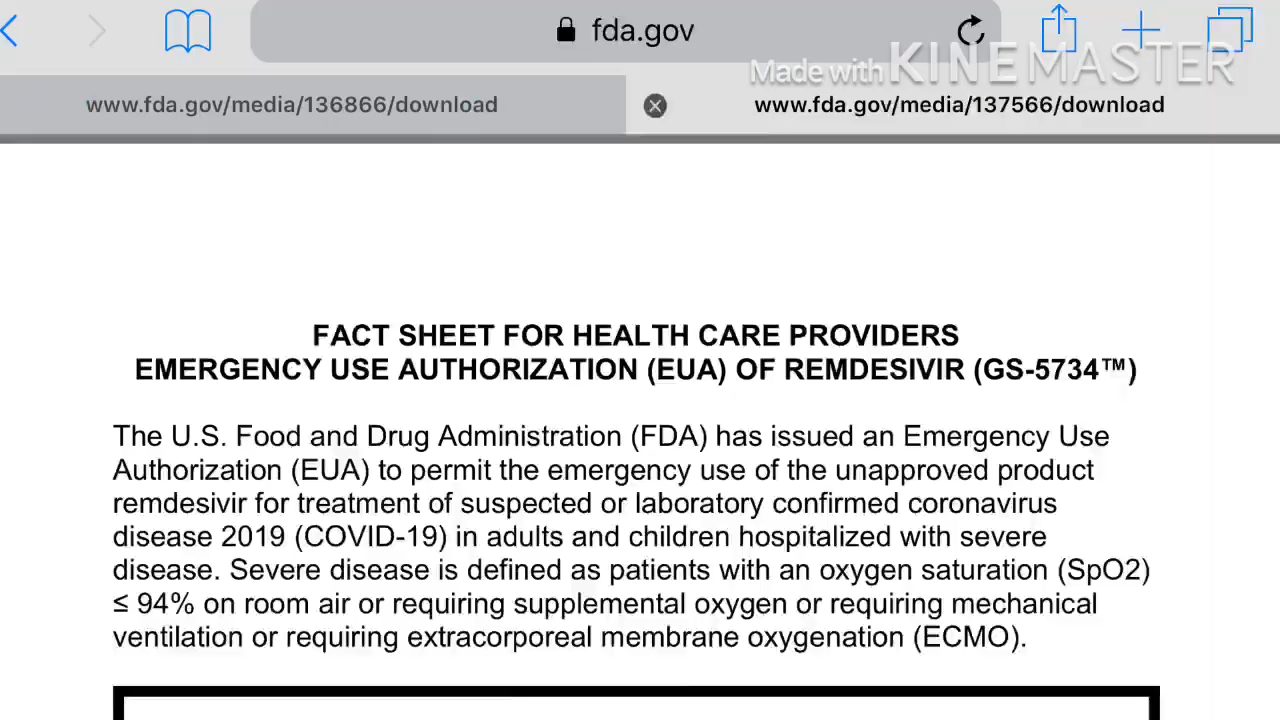 fda.gov
Made with KINEMASTER
www.fda.gov/media/136866/download
www.fda.gov/media/137566/download
FACT SHEET FOR HEALTH CARE PROVIDERS
EMERGENCY USE AUTHORIZATION (EUA) OF REMDESIVIR (GS-5734™)
The U.S. Food and Drug Administration (FDA) has issued an Emergency Use
Authorization (EUA) to permit the emergency use of the unapproved product
remdesivir for treatment of suspected or laboratory confirmed coronavirus
disease 2019 (COVID-19) in adults and children hospitalized with severe
disease. Severe disease is defined as patients with an oxygen saturation (SpO2)
≤ 94% on room air or requiring supplemental oxygen or requiring mechanical
ventilation or requiring extracorporeal membrane oxygenation (ECMO).